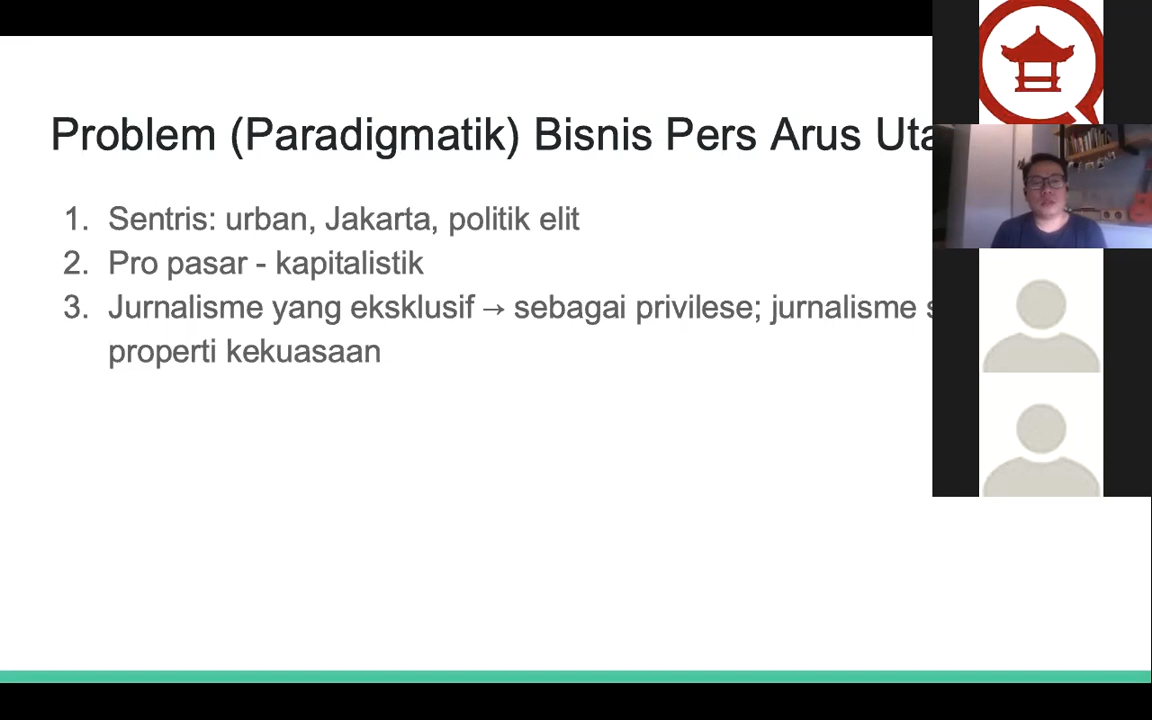 Problem (Paradigmatik) Bisnis Pers Arus
1. Sentris: urban, Jakarta, politik elit
2. Pro pasar - kapitalistik
3. Jurnalisme yang eksklusif → sebagai privilese; jurnalisme
properti kekuasaan